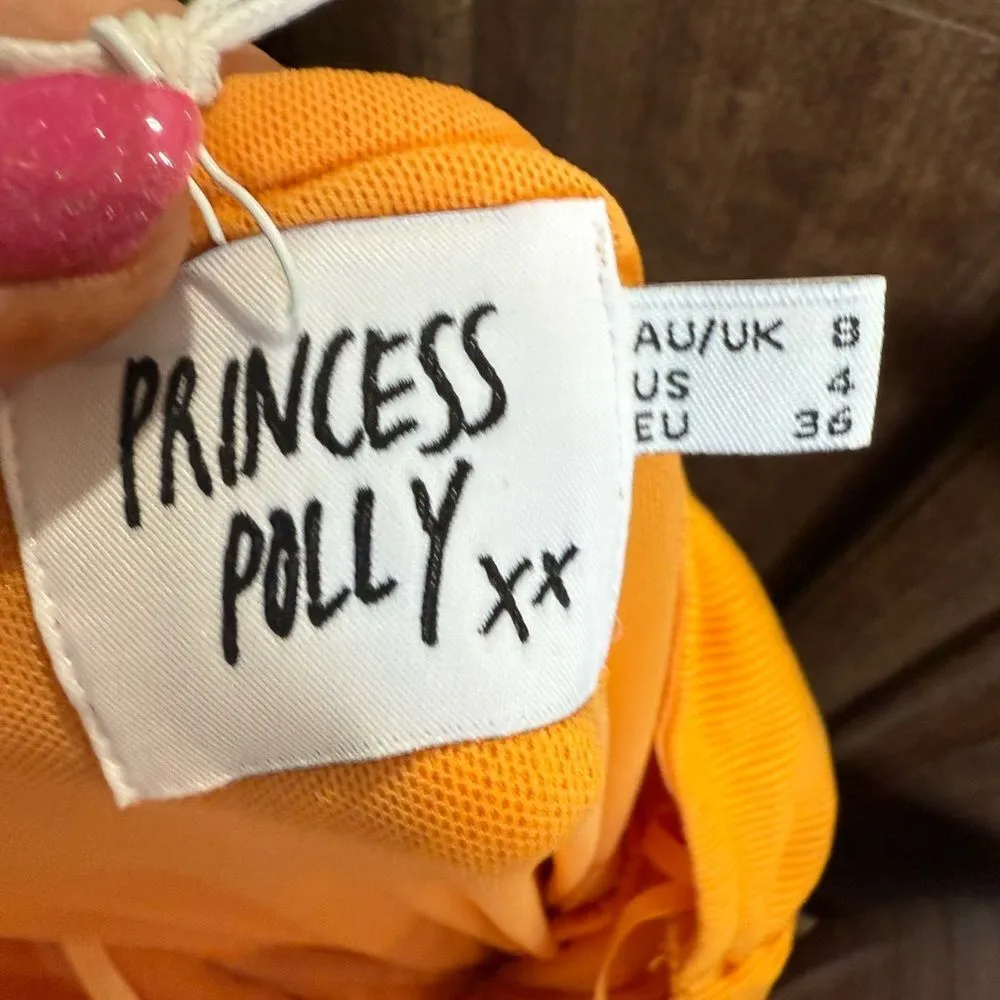 PRINCESS
POLLY xx
AU/UK 8
US 4
EU 36